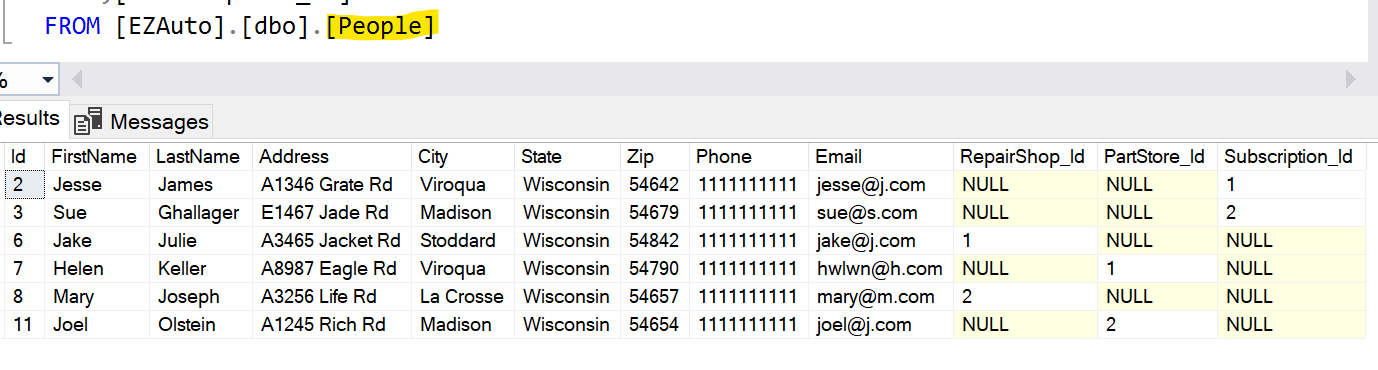 FROM [EZAuto].[dbo].[People]
%
Results Messages
Id FirstName LastName Address City State Zip Phone Email RepairShop_Id PartStore_Id Subscription_Id
2 Jesse James A1346 Grate Rd Viroqua Wisconsin 54642 1111111111 jesse@j.com NULL NULL 1
3 Sue Ghallager E1467 Jade Rd Madison Wisconsin 54679 1111111111 sue@s.com NULL NULL 2
6 Jake Julie A3465 Jacket Rd Stoddard Wisconsin 54842 1111111111 jake@j.com 1 NULL NULL
7 Helen Keller A8987 Eagle Rd Viroqua Wisconsin 54790 1111111111 hwlwn@h.com NULL 1 NULL
8 Mary Joseph A3256 Life Rd La Crosse Wisconsin 54657 1111111111 mary@m.com 2 NULL NULL
11 Joel Olstein A1245 Rich Rd Madison Wisconsin 54654 1111111111 joel@j.com NULL 2 NULL